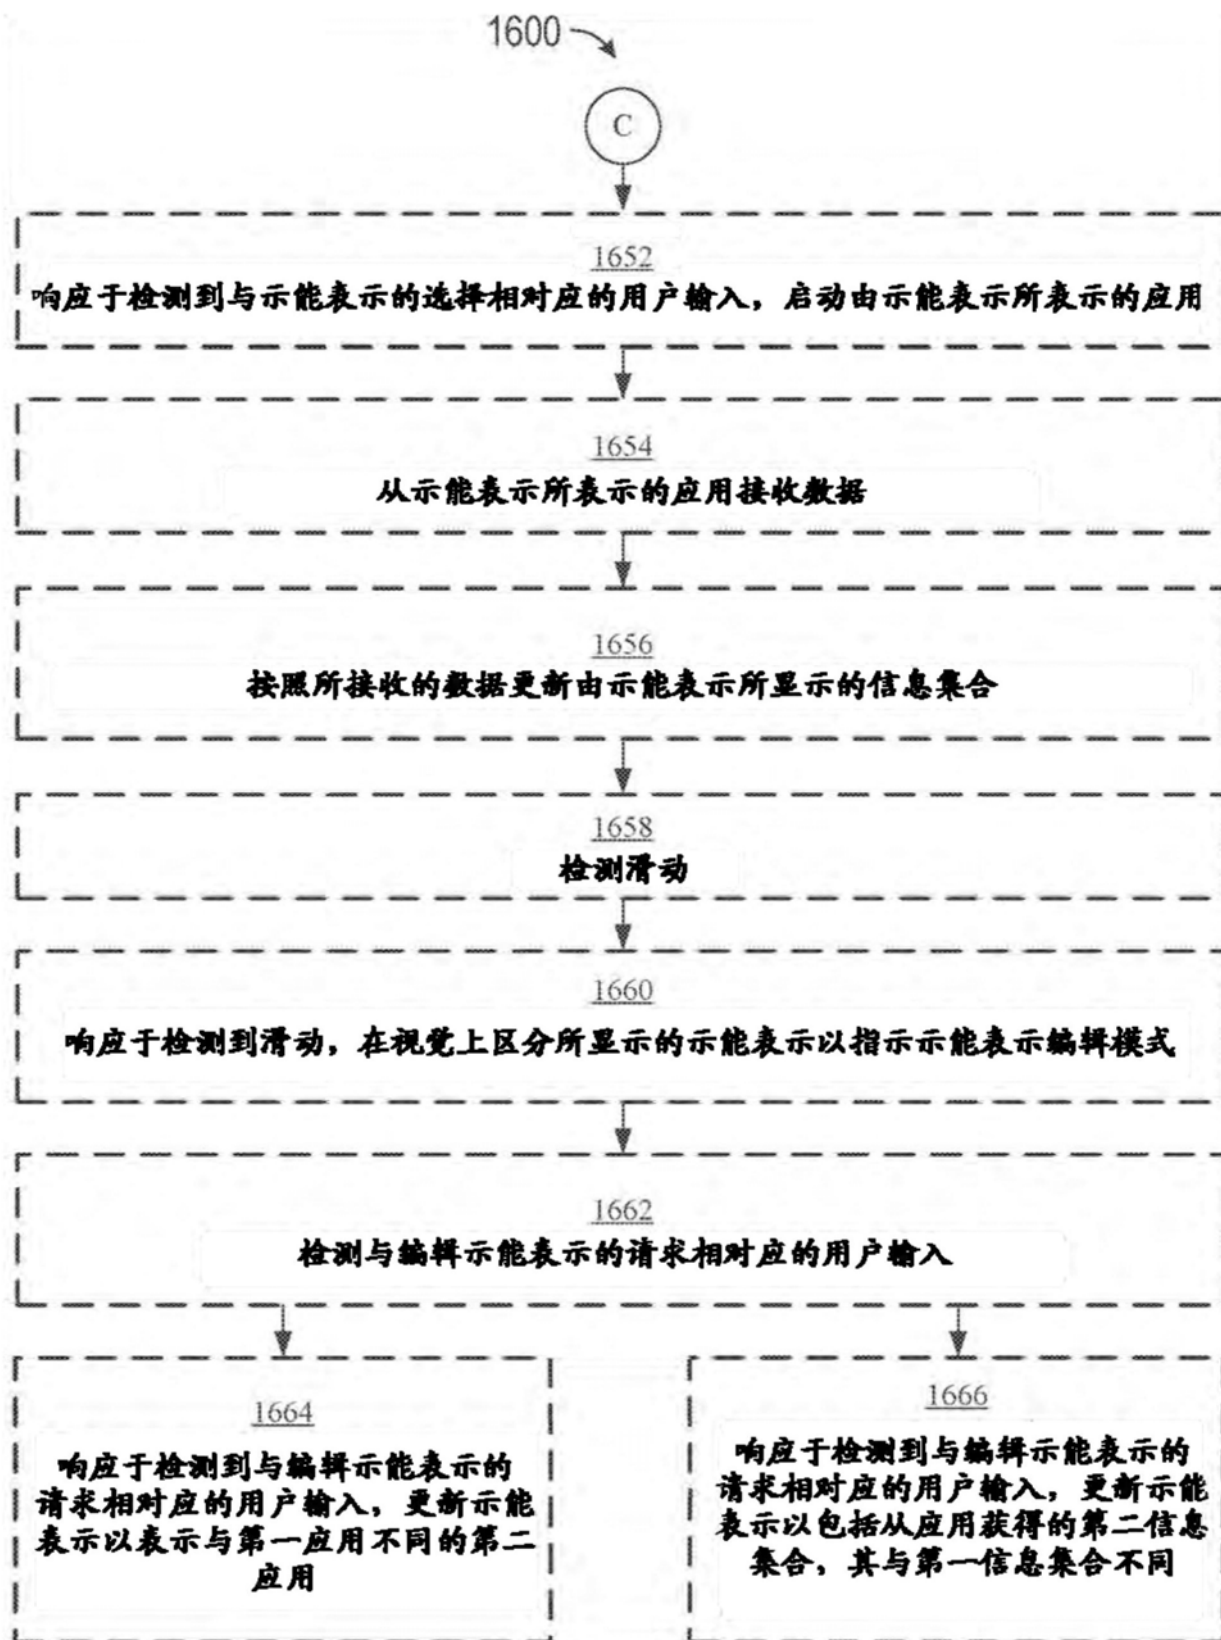 1600
C
1652
响应于检测到与示能表示的选择相对应的用户输入，启动由示能表示所表示的应用
1654
从示能表示所表示的应用接收数据
1656
按照所接收的数据更新由示能表示所显示的信息集合
1658
检测滑动
1660
响应于检测到滑动，在视觉上区分所显示的示能表示以指示示能表示编辑模式
1662
检测与编辑示能表示的请求相对应的用户输入
1664
响应于检测到与编辑示能表示的
请求相对应的用户输入，更新示能
表示以表示与第一应用不同的第二
应用
1666
响应于检测到与编辑示能表示的
请求相对应的用户输入，更新示能
表示以包括从应用获得的第二信息
集合，其与第一信息集合不同